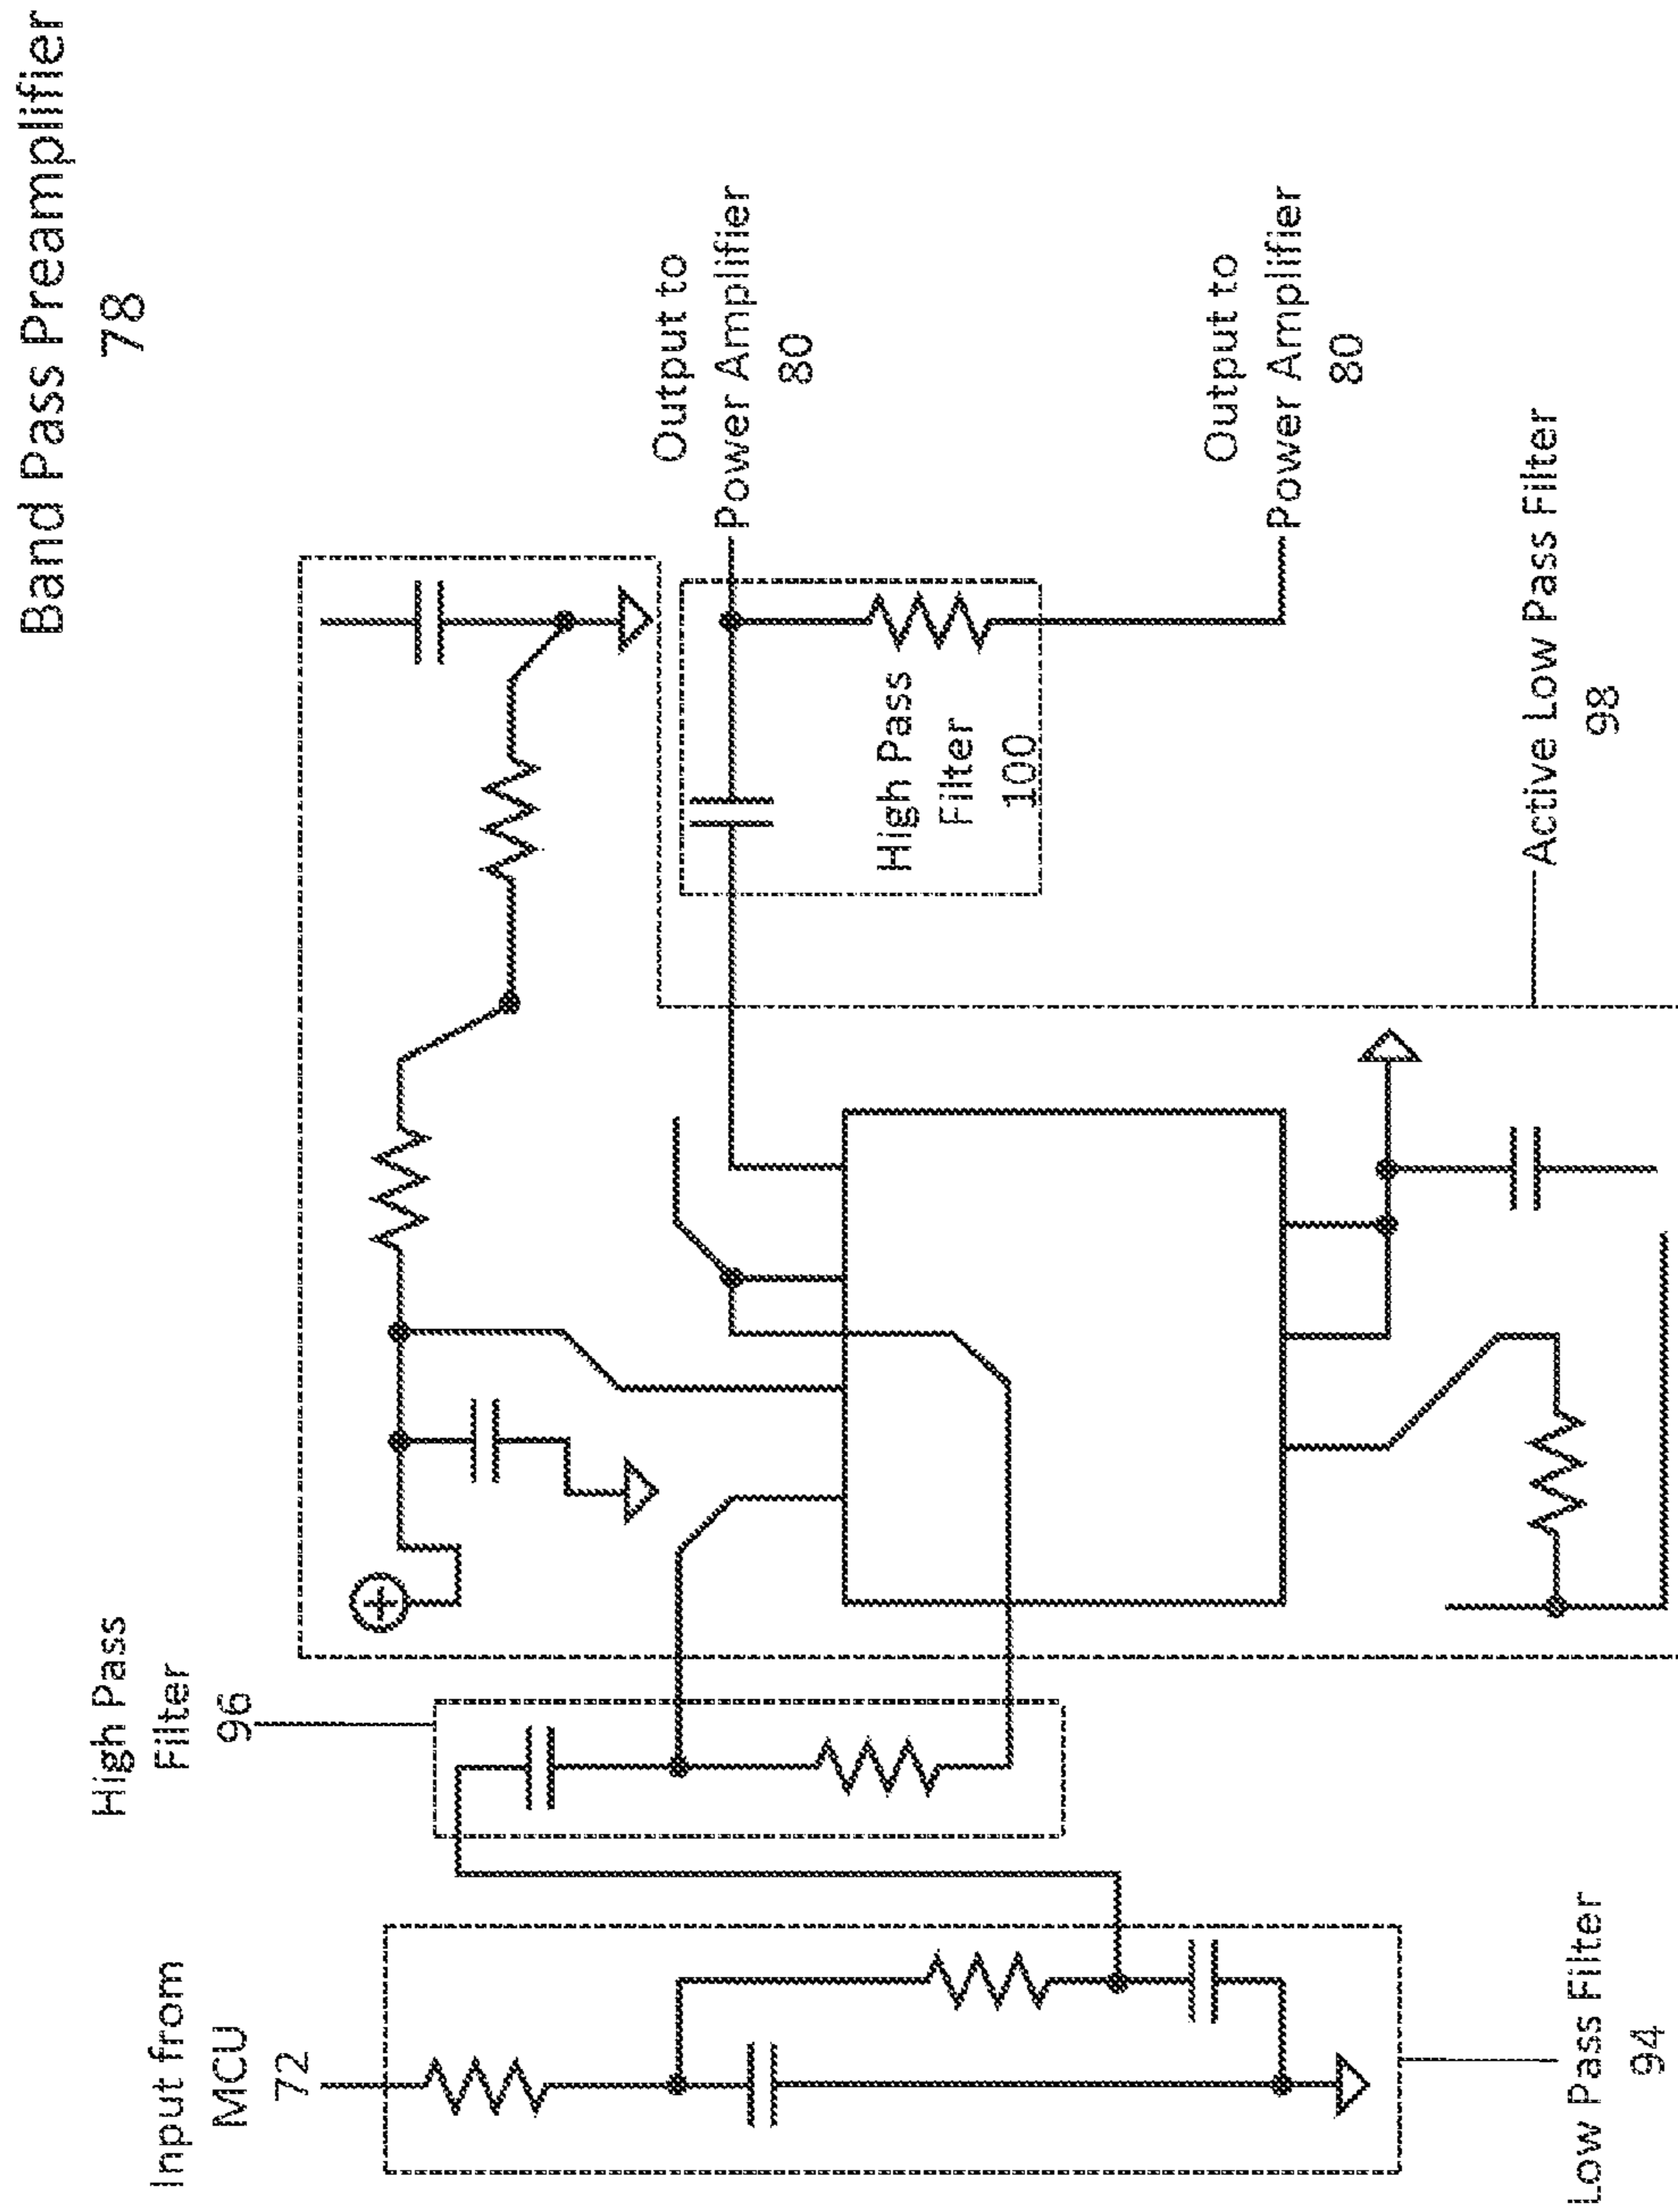 Band Pass Preamplifier
78
Input from
MCU
72
High Pass
Filter
96
Output to
Power Amplifier
80
High Pass
Filter
100
Output to
Power Amplifier
80
Low Pass Filter
94
Active Low Pass Filter
98